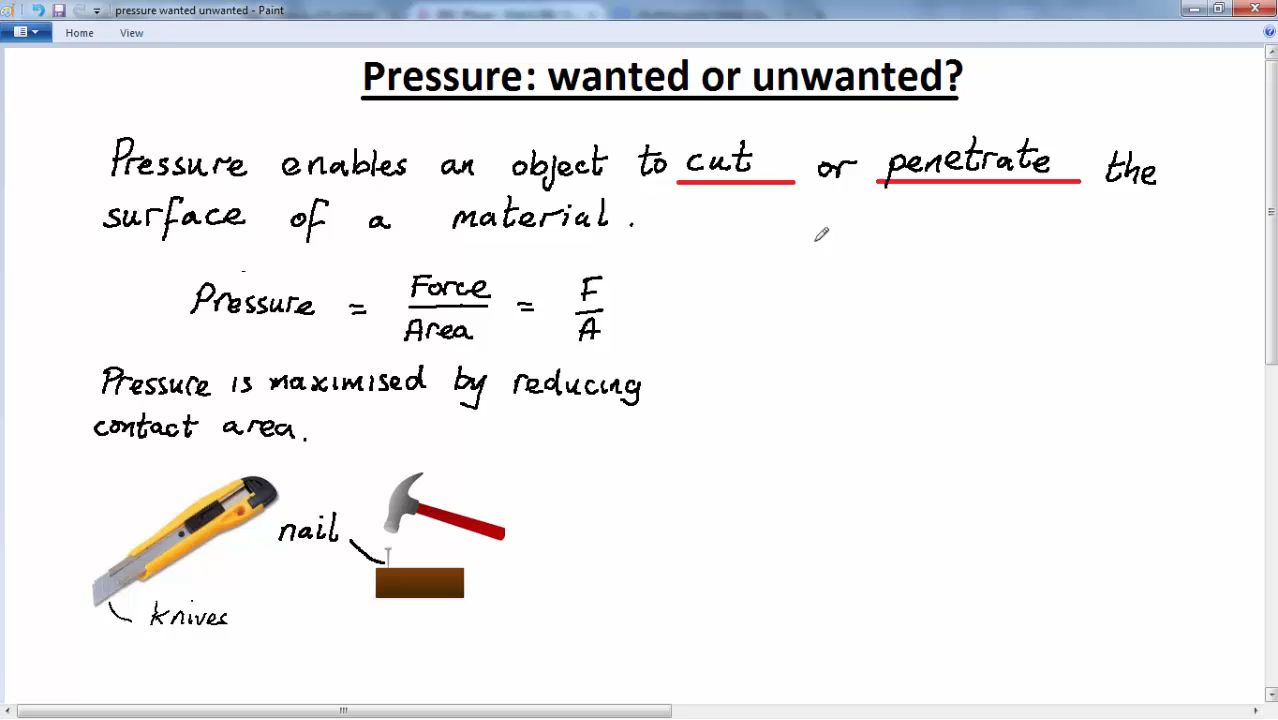 pressure wanted unwanted - Paint
Home View
Pressure: wanted or unwanted?
Pressure enables an object to cut or penetrate the
surface of a material.
Pressure = Force / Area = F / A
Pressure is maximised by reducing
contact area.
nail
knives